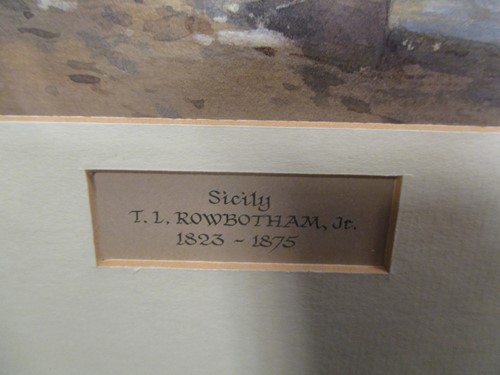 Sicily
T. L. ROWBOTHAM, Jr.
1823 - 1875